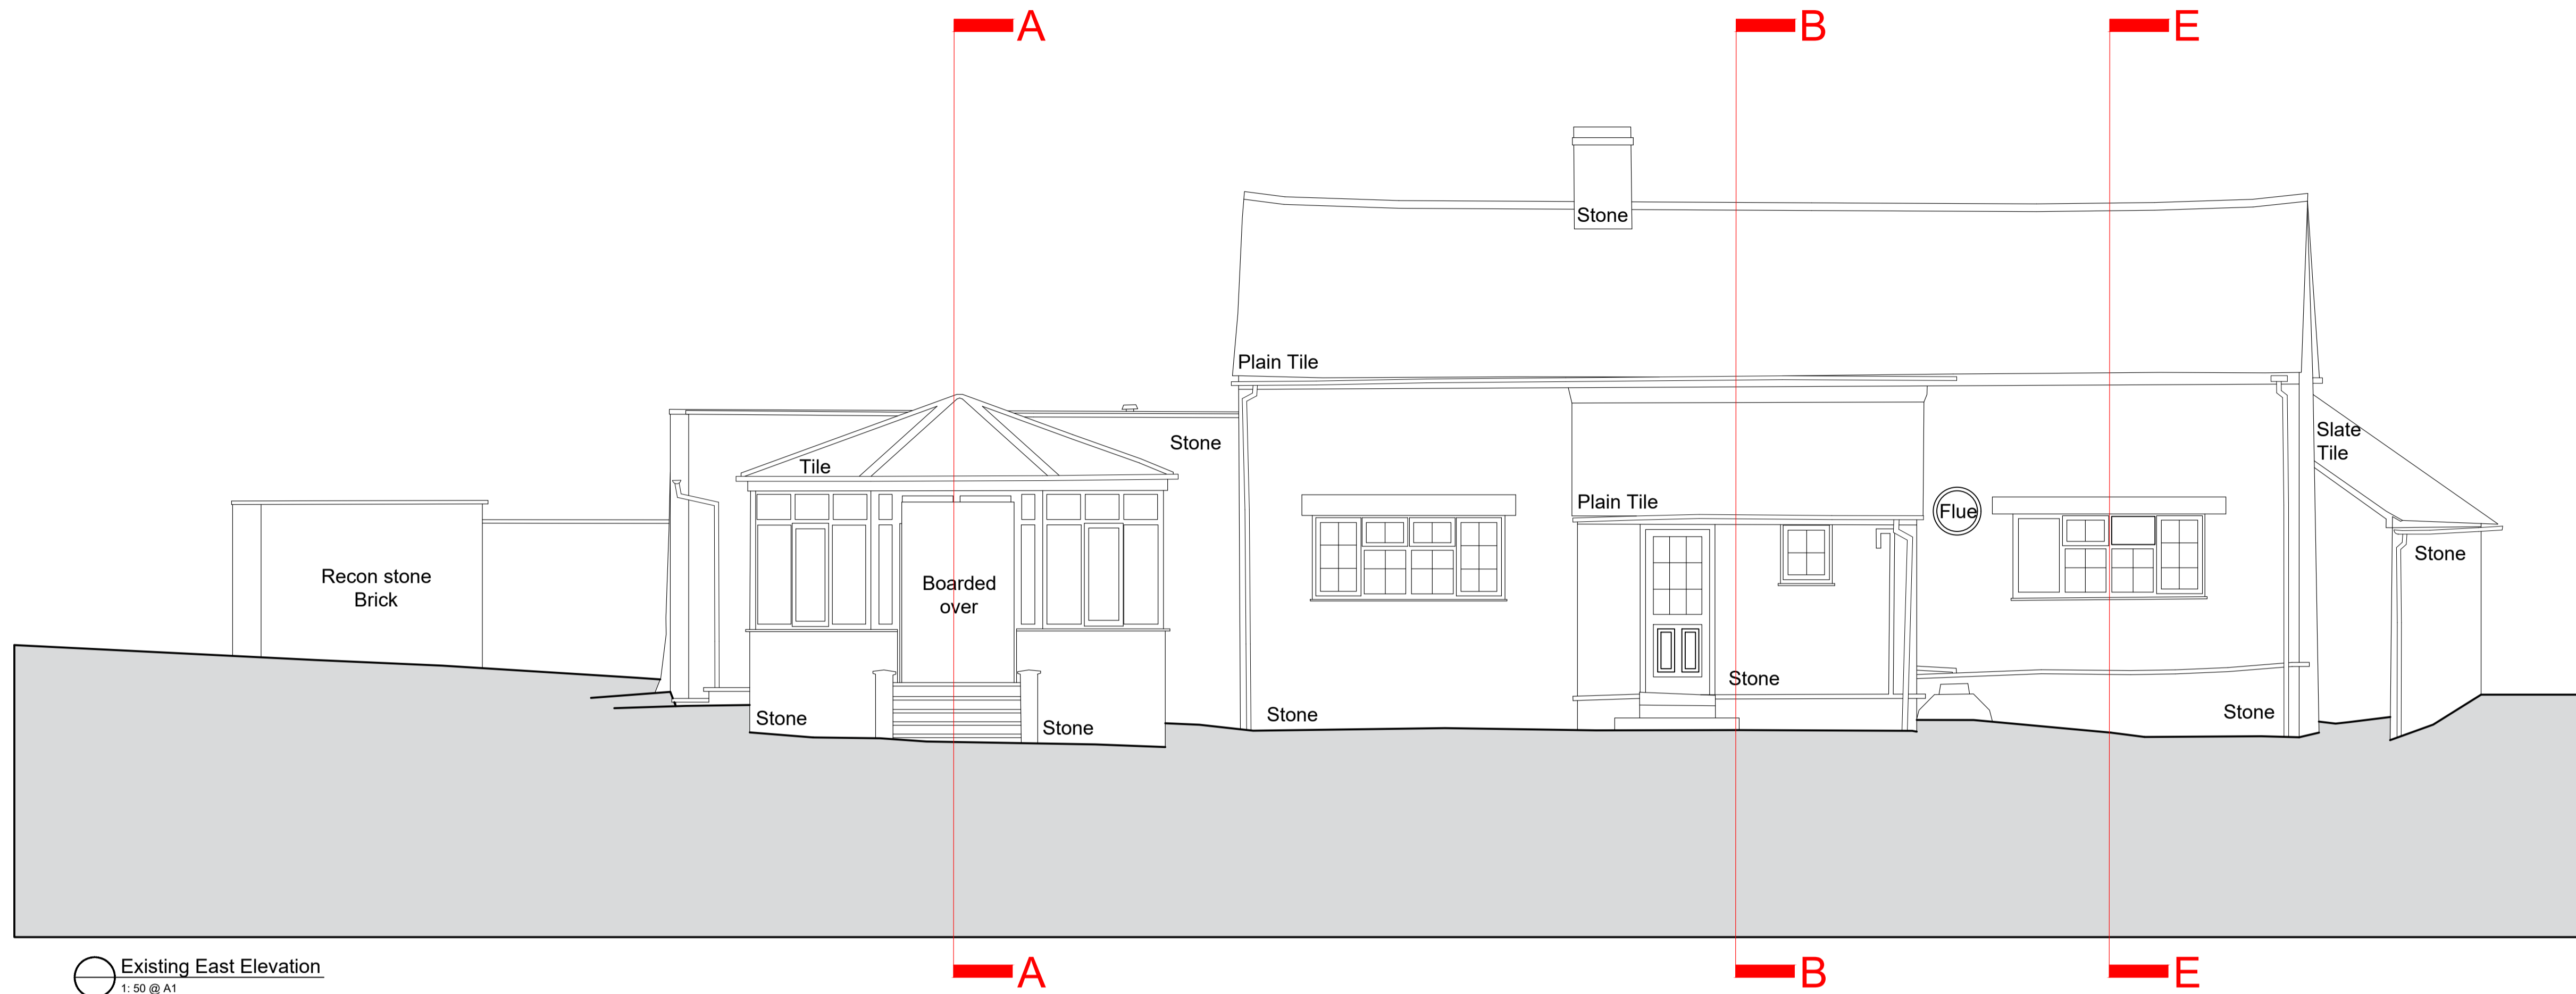 A
B
E
Stone
Plain Tile
Stone
Slate
Tile
Tile
Plain Tile
Flue
Stone
Recon stone
Brick
Boarded
over
Stone
Stone
Stone
Stone
Stone
Existing East Elevation
1: 50 @ A1
A
B
E